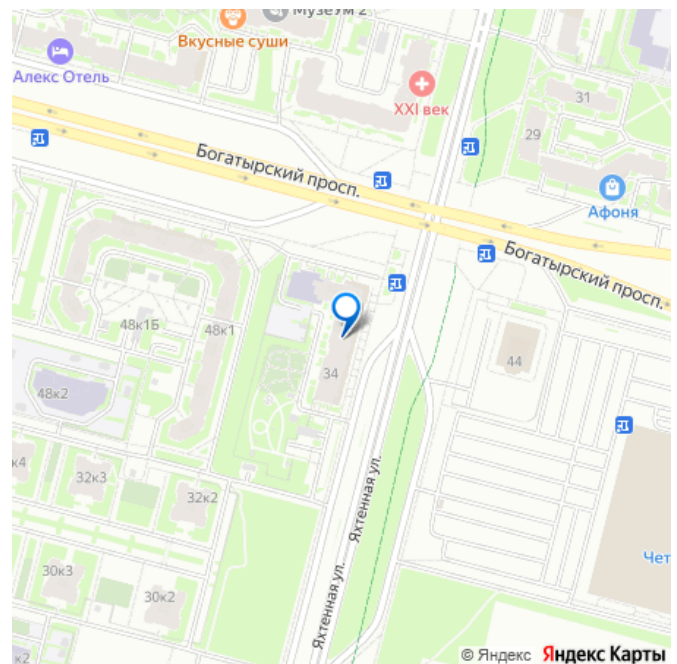 МузеУм 2
Вкусные суши
Алекс Отель
XXI век
31
29
Афоня
Богатырский просп.
Богатырский просп.
48к1Б
48к1
34
44
48к2
к4
32к3
32к2
Яхтенная ул.
Чет
30к3
30к2
Яхтенная ул.
к2
© Яндекс Яндекс Карты